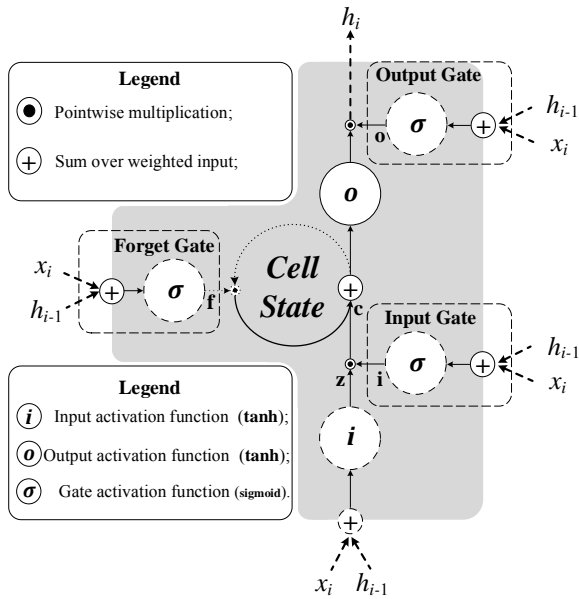 h_i
Legend
Pointwise multiplication;
+ Sum over weighted input;
Output Gate
o
σ
+
h_{i-1}
x_i
o
Forget Gate
x_i
h_{i-1}
+
σ
f
Cell
State
+
c
Input Gate
z
i
σ
+
h_{i-1}
x_i
i
+
x_i h_{i-1}
Legend
i Input activation function (tanh);
o Output activation function (tanh);
σ Gate activation function (sigmoid).